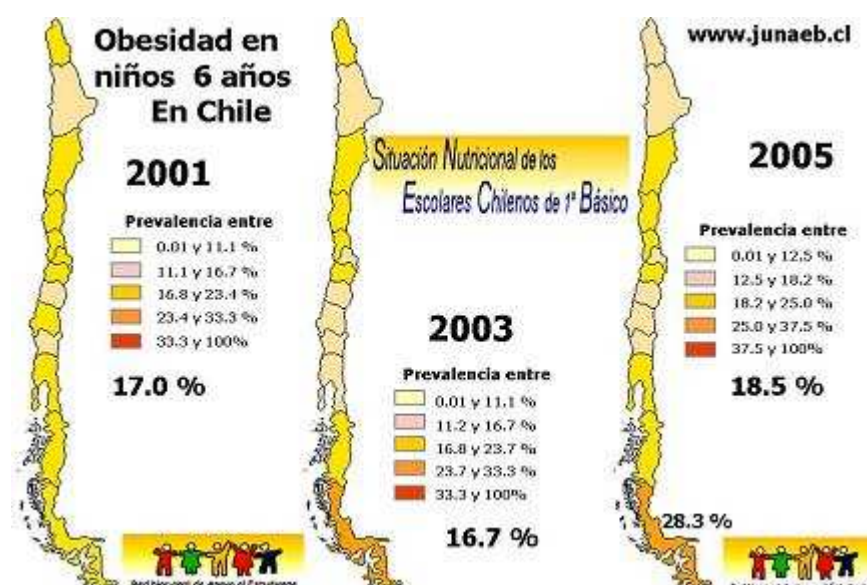 Obesidad en
niños 6 años
En Chile
2001
Prevalencia entre
0.01 y 11.1 %
11.1 y 16.7 %
16.8 y 23.4 %
23.4 y 33.3 %
33.3 y 100%
17.0 %
Situación Nutricional de los
Escolares Chilenos de 1° Básico
2003
Prevalencia entre
0.01 y 11.1 %
11.2 y 16.7 %
16.8 y 23.7 %
23.7 y 33.3 %
33.3 y 100%
16.7 %
www.junaeb.cl
2005
Prevalencia entre
0.01 y 12.5 %
12.5 y 18.2 %
18.2 y 25.0 %
25.0 y 37.5 %
37.5 y 100%
18.5 %
28.3 %